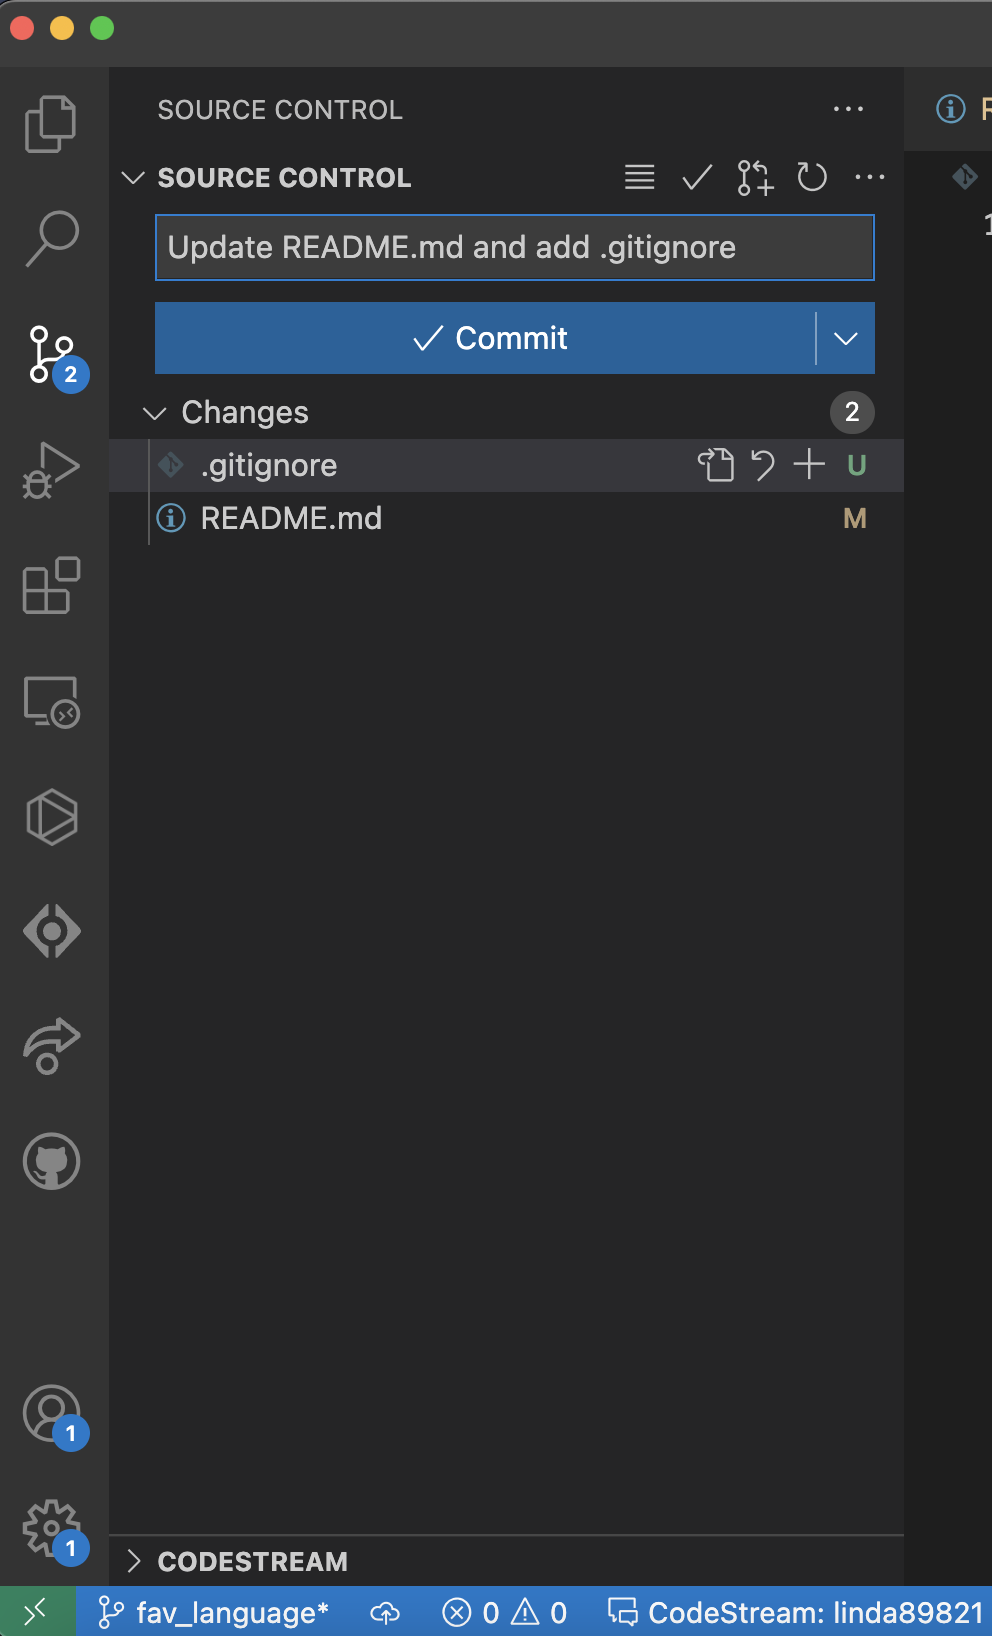 SOURCE CONTROL
SOURCE CONTROL
Update README.md and add .gitignore
Commit
2
Changes 2
.gitignore U
README.md M
1
1
1
CODESTREAM
fav_language* 0 0 CodeStream: linda89821